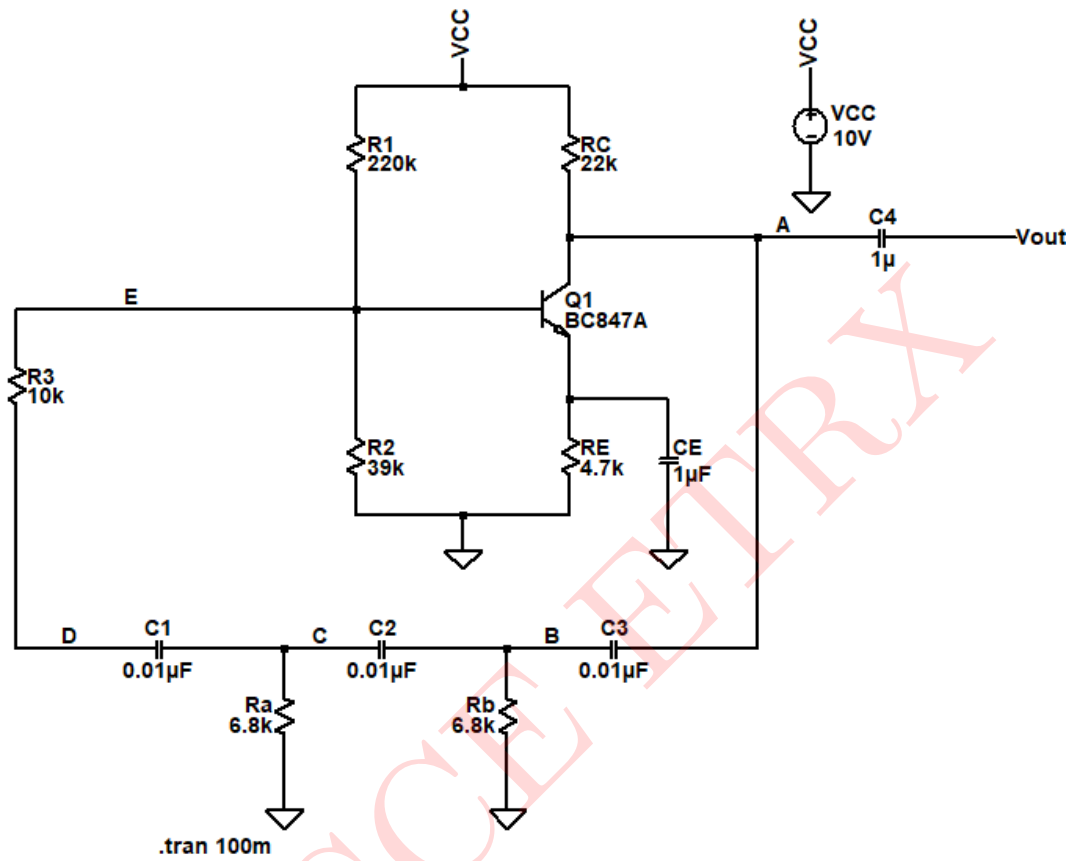 VCC
VCC
R1
220k
RC
22k
VCC
10V
A
C4
1µ
Vout
E
Q1
BC847A
R3
10k
R2
39k
RE
4.7k
CE
1µF
D
C1
0.01µF
C
C2
0.01µF
B
C3
0.01µF
Ra
6.8k
Rb
6.8k
.tran 100m
CCE ETRX